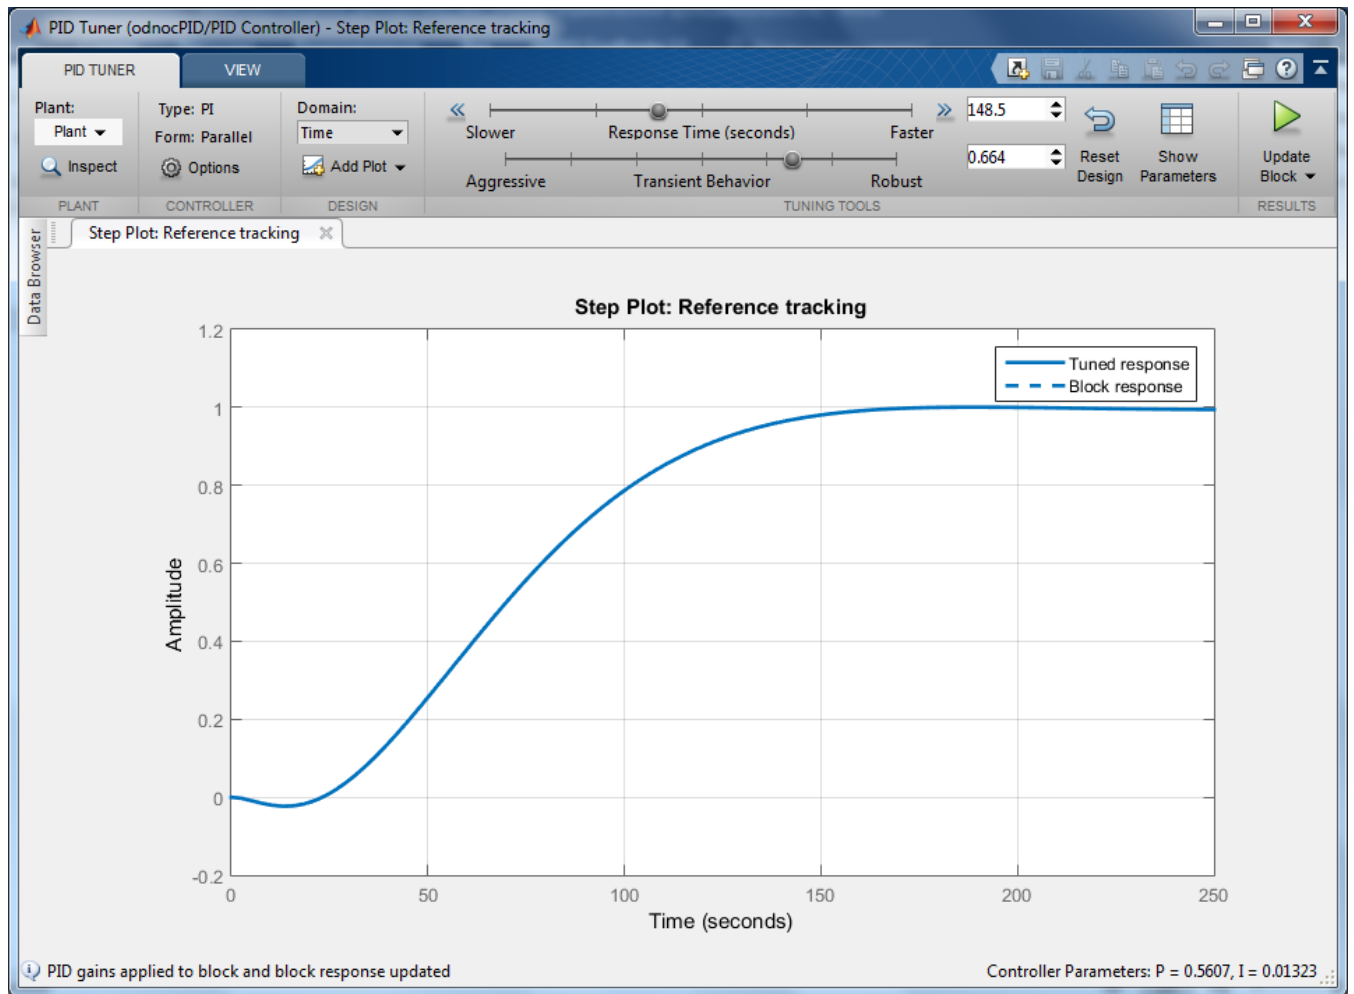 PID Tuner (odnocPID/PID Controller) - Step Plot: Reference tracking
PID TUNER VIEW
Plant: Type: PI Domain: 148.5
Plant Form: Parallel Time Slower Response Time (seconds) Faster
Inspect Options Add Plot Aggressive Transient Behavior Robust 0.664 Reset Design Show Parameters Update Block
PLANT CONTROLLER DESIGN TUNING TOOLS RESULTS
Data Browser
Step Plot: Reference tracking
Step Plot: Reference tracking
Tuned response
Block response
Amplitude
1.2
1
0.8
0.6
0.4
0.2
0
-0.2
0 50 100 150 200 250
Time (seconds)
PID gains applied to block and block response updated Controller Parameters: P = 0.5607, I = 0.01323